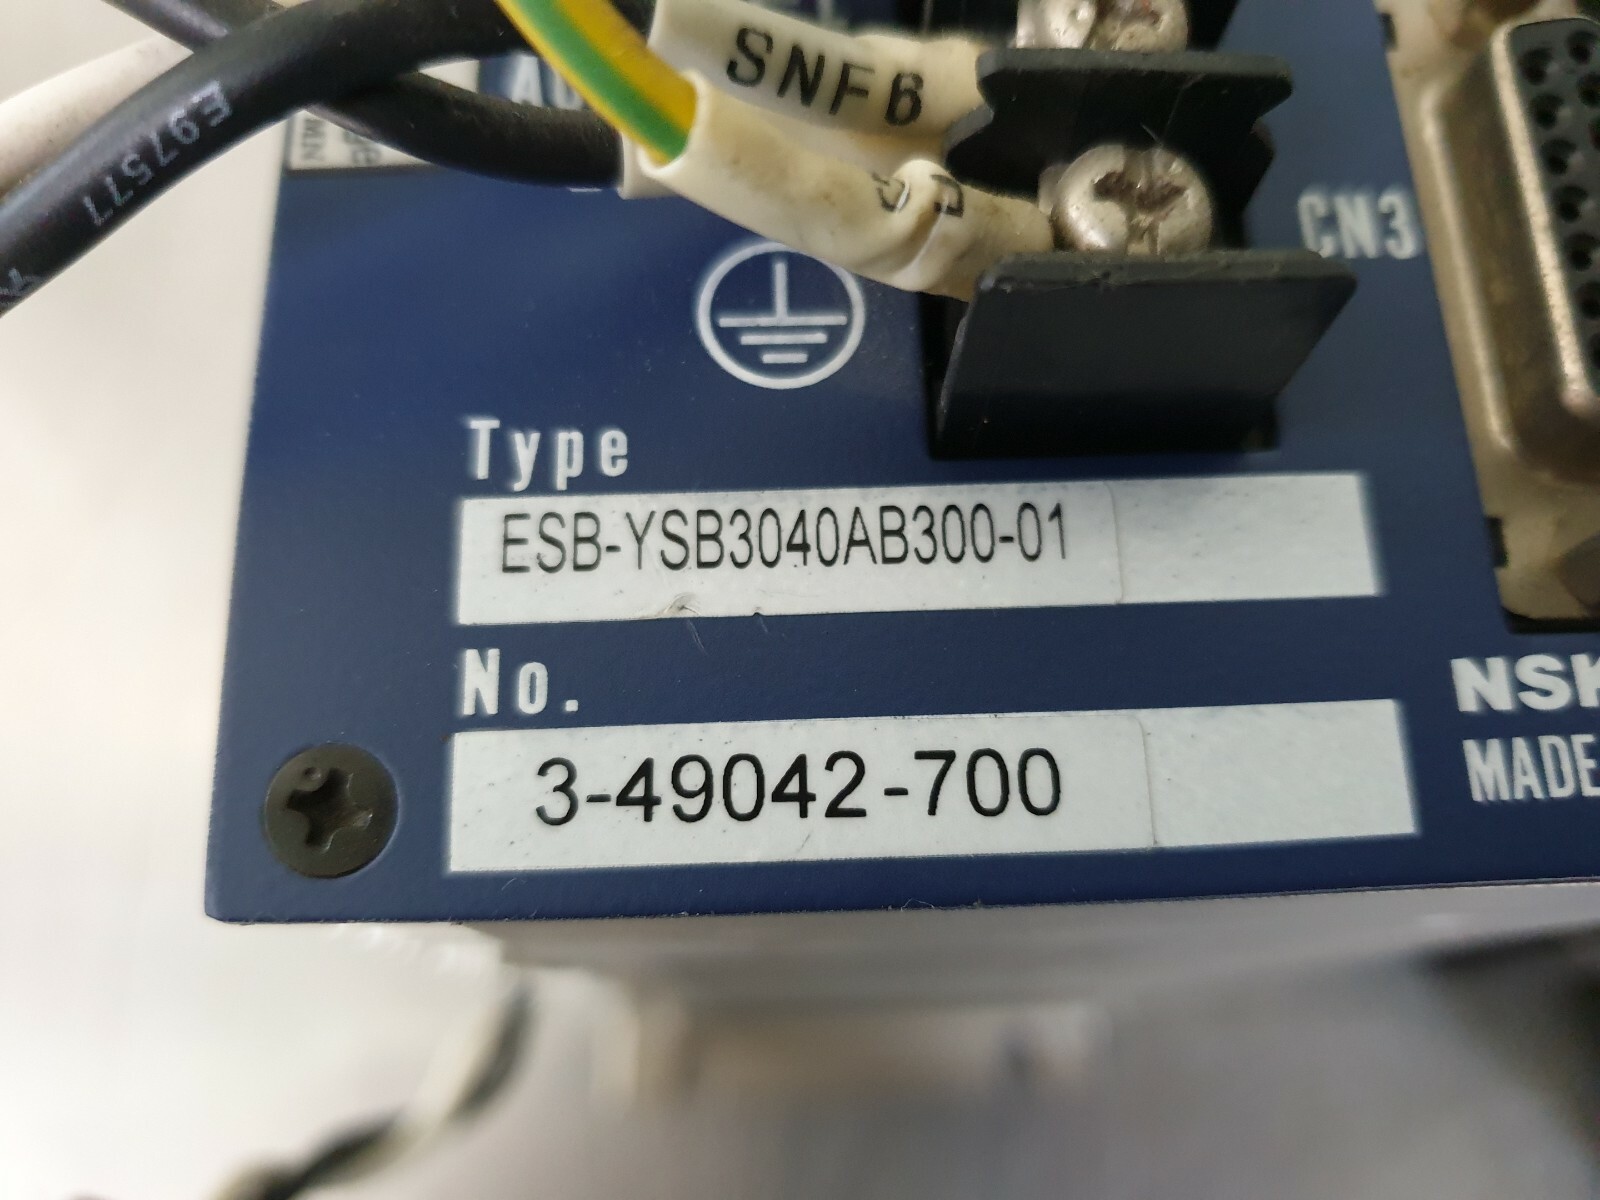 SNF6
E97577
CN3
Type
ESB-YSB3040AB300-01
No.
3-49042-700
NSK
MADE